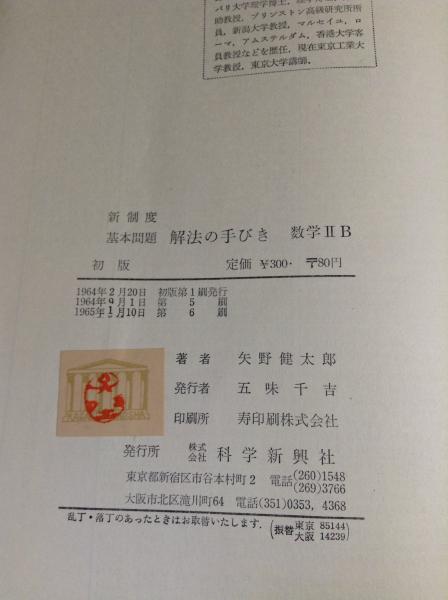 パリ大学理学博士，
助教授，プリンストン高級研究所所
員，新潟大学教授，マルセイユ，ロ
ーマ，アムステルダム，香港大学客
員教授などを歴任，現在東京工業大
学教授，東京大学講師．
新制度
基本問題 解法の手びき 数学ⅡB
初版 定価 ¥300・ 〒80円
1964年2月20日 初版第1刷発行
1964年9月1日 第5刷
1965年1月10日 第6刷
著者 矢野健太郎
発行者 五味千吉
印刷所 寿印刷株式会社
発行所 株式会社 科学新興社
東京都新宿区市谷本村町2 電話(260)1548 (269)3766
大阪市北区滝川町64 電話(351)0353, 4368
乱丁・落丁のあったときはお取替いたします． (振替 東京 85144 大阪 14239)